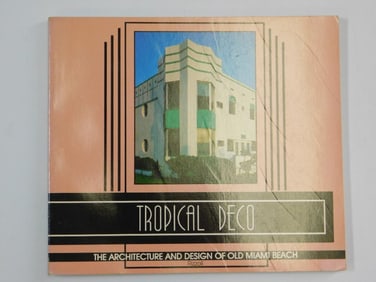 TROPICAL DECO
THE ARCHITECTURE AND DESIGN OF OLD MIAMI BEACH